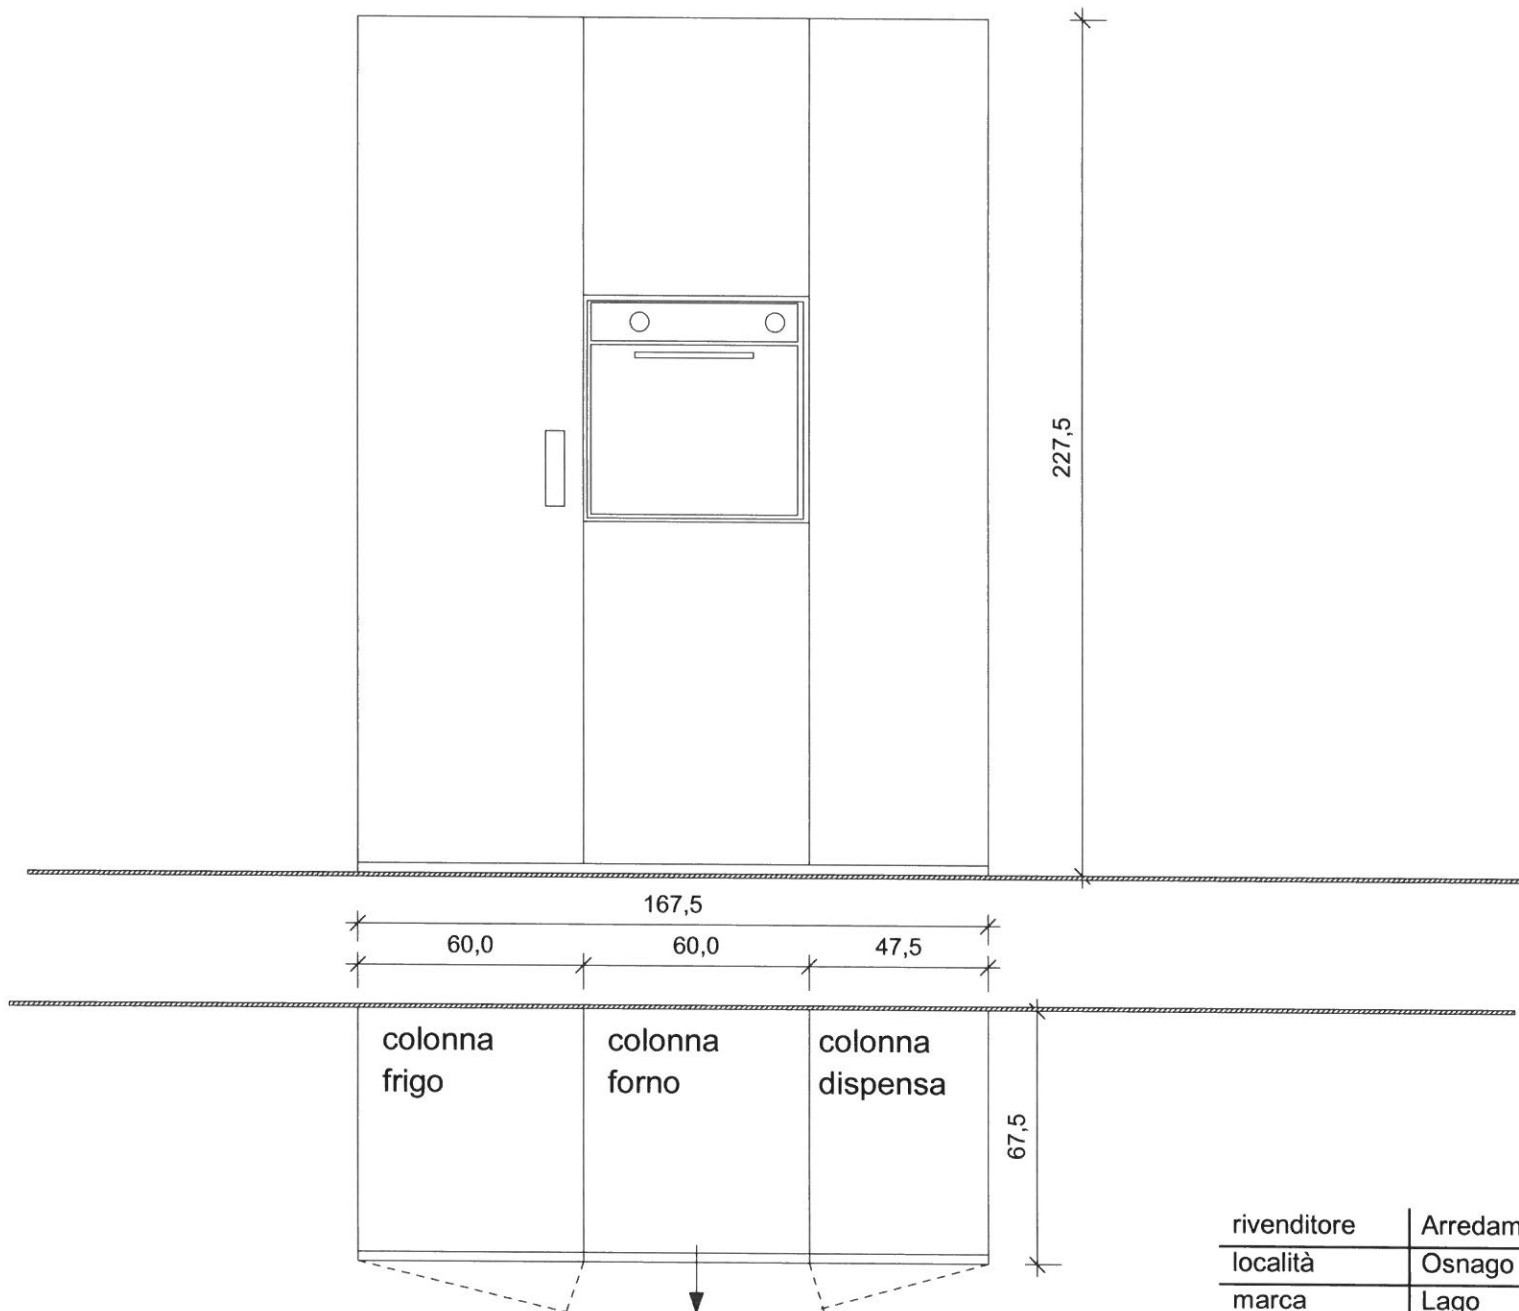 227,5
167,5
60,0 60,0 47,5
colonna frigo
colonna forno
colonna dispensa
67,5
rivenditore Arredam
località Osnago
marca Lago